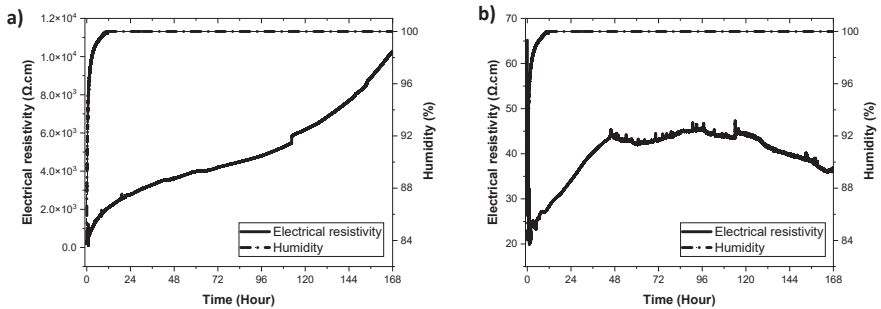 a)
Electrical resistivity (Ω.cm)
1.2×10⁴
1.0×10⁴
8.0×10³
6.0×10³
4.0×10³
2.0×10³
0.0
100
96
92
88
84
Humidity (%)
Electrical resistivity
Humidity
0 24 48 72 96 120 144 168
Time (Hour)
b)
Electrical resistivity (Ω.cm)
70
60
50
40
30
20
100
96
92
88
84
Humidity (%)
Electrical resistivity
Humidity
0 24 48 72 96 120 144 168
Time (Hour)